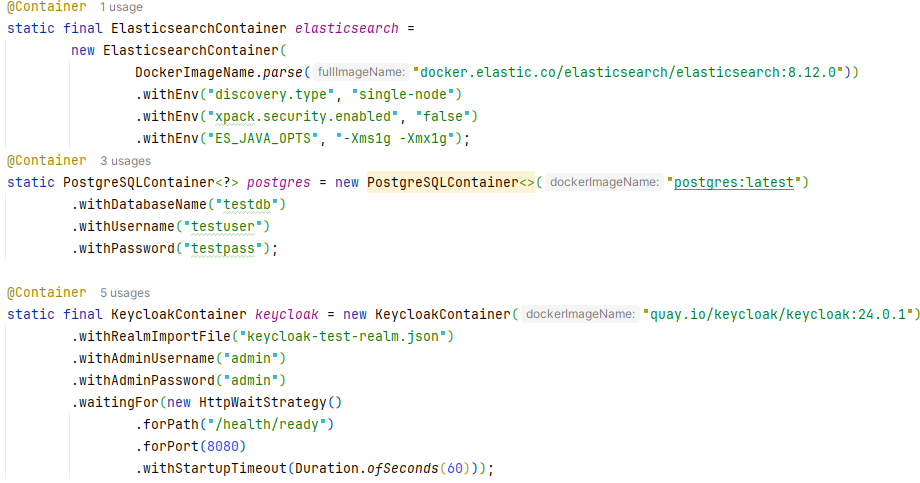 @Container 1 usage
static final ElasticsearchContainer elasticsearch =
new ElasticsearchContainer(
DockerImageName.parse( fullImageName: "docker.elastic.co/elasticsearch/elasticsearch:8.12.0"))
.withEnv("discovery.type", "single-node")
.withEnv("xpack.security.enabled", "false")
.withEnv("ES_JAVA_OPTS", "-Xms1g -Xmx1g");
@Container 3 usages
static PostgreSQLContainer<?> postgres = new PostgreSQLContainer<>( dockerImageName: "postgres:latest")
.withDatabaseName("testdb")
.withUsername("testuser")
.withPassword("testpass");
@Container 5 usages
static final KeycloakContainer keycloak = new KeycloakContainer( dockerImageName: "quay.io/keycloak/keycloak:24.0.1")
.withRealmImportFile("keycloak-test-realm.json")
.withAdminUsername("admin")
.withAdminPassword("admin")
.waitingFor(new HttpWaitStrategy()
.forPath("/health/ready")
.forPort(8080)
.withStartupTimeout(Duration.ofSeconds(60)));